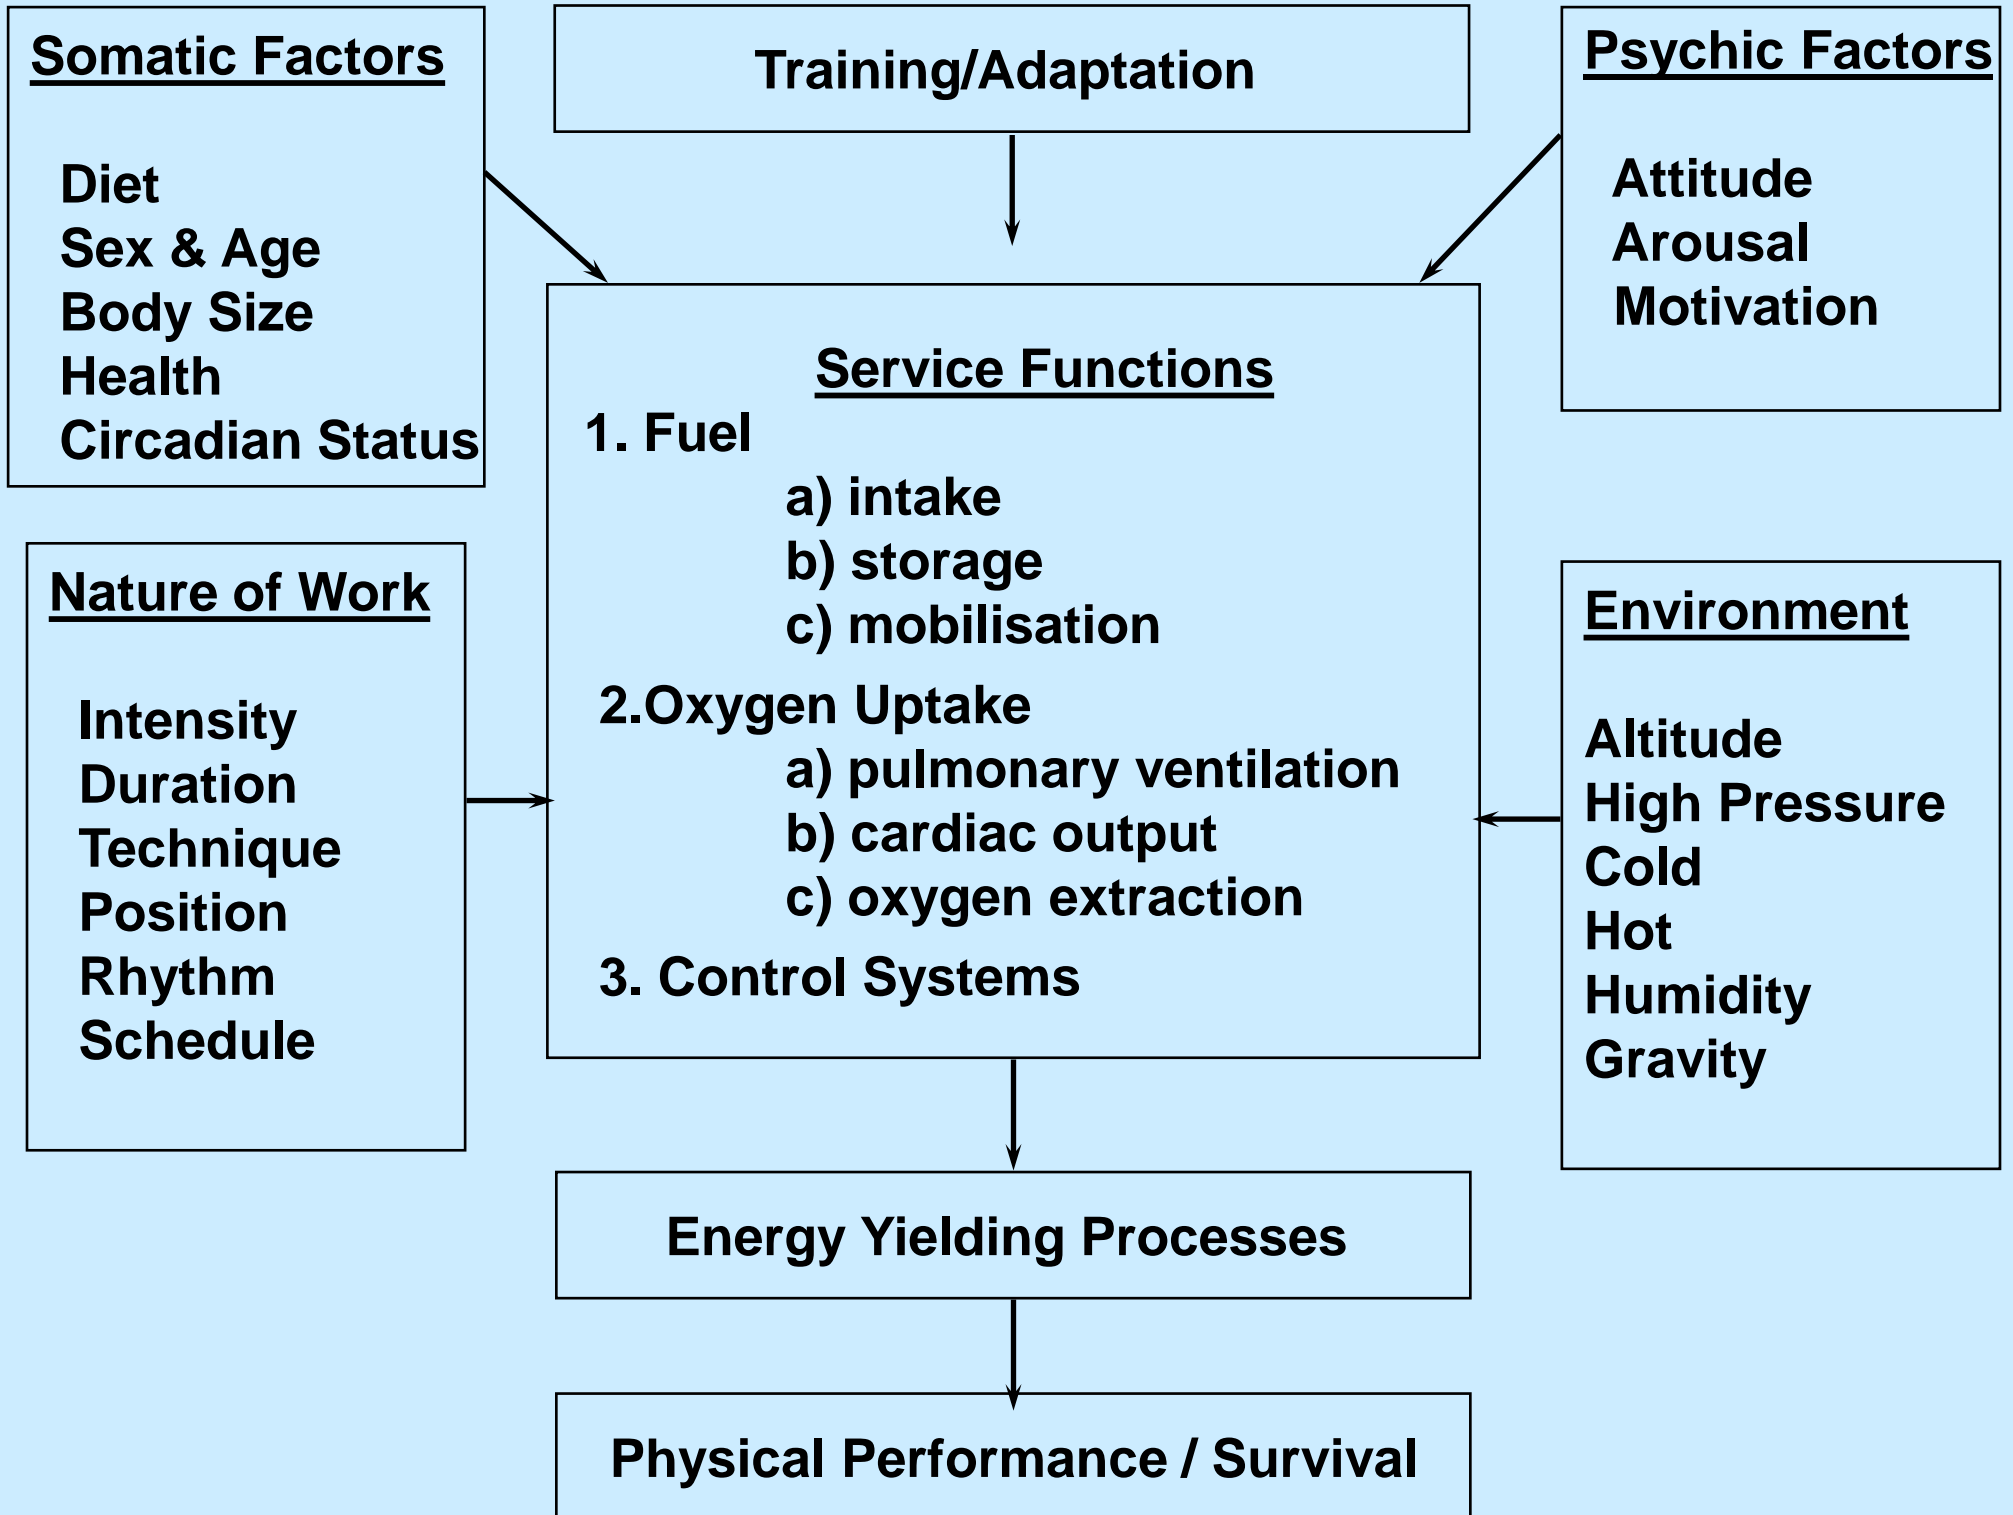 Somatic Factors
Diet
Sex & Age
Body Size
Health
Circadian Status
Training/Adaptation
Psychic Factors
Attitude
Arousal
Motivation
Nature of Work
Intensity
Duration
Technique
Position
Rhythm
Schedule
Service Functions
1. Fuel
a) intake
b) storage
c) mobilisation
2.Oxygen Uptake
a) pulmonary ventilation
b) cardiac output
c) oxygen extraction
3. Control Systems
Environment
Altitude
High Pressure
Cold
Hot
Humidity
Gravity
Energy Yielding Processes
Physical Performance / Survival